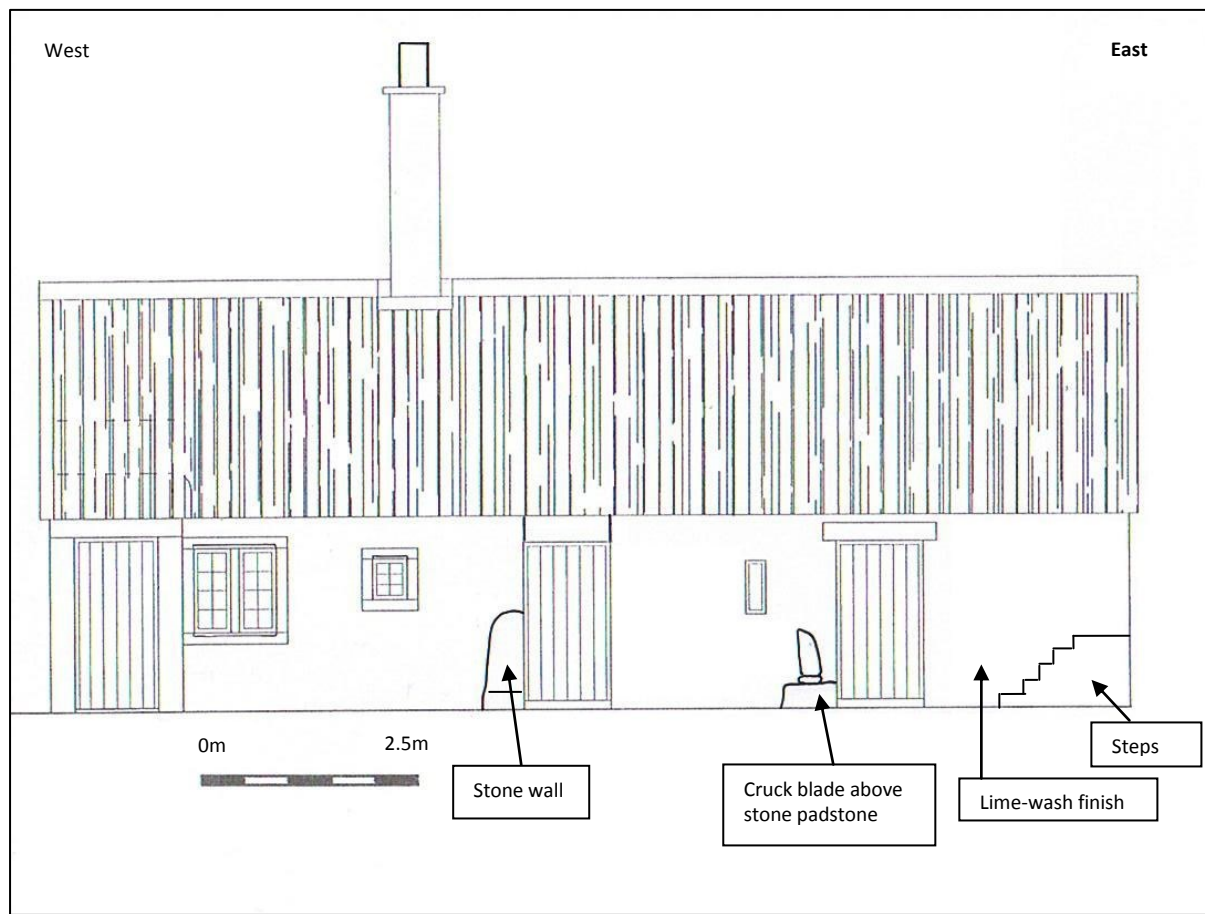 West
East
0m
2.5m
Stone wall
Cruck blade above
stone padstone
Lime-wash finish
Steps